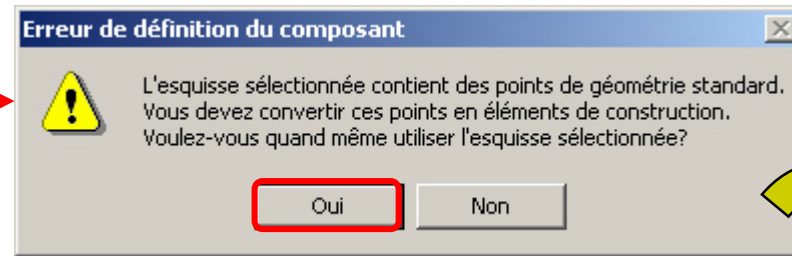 Erreur de définition du composant
L'esquisse sélectionnée contient des points de géométrie standard.
Vous devez convertir ces points en éléments de construction.
Voulez-vous quand même utiliser l'esquisse sélectionnée?
Oui
Non